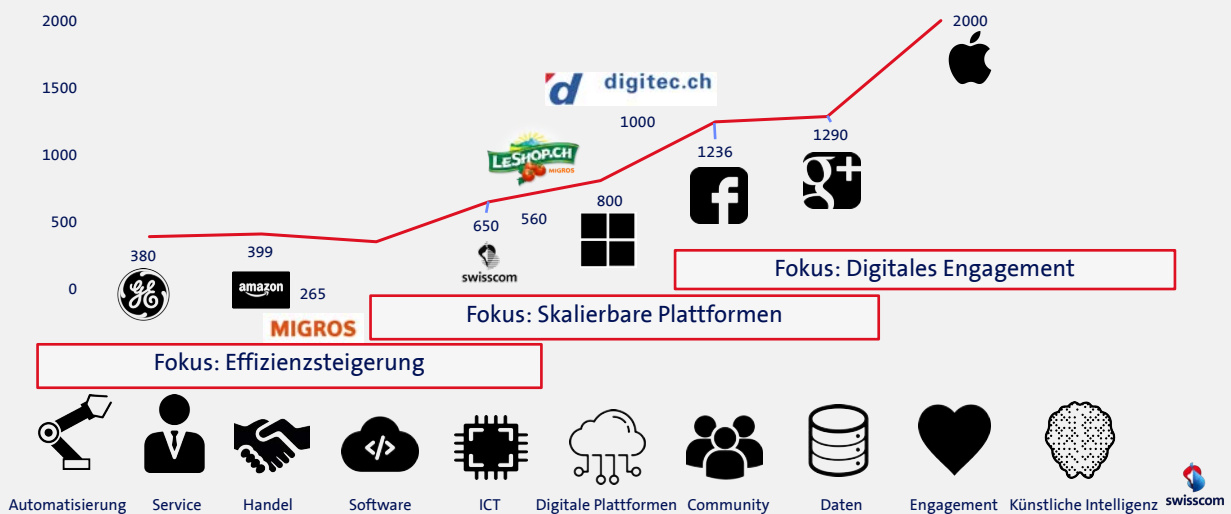 2000
2000
1500
digitec.ch
1000
1290
1000
1236
LESHOP.CH
MIGROS
g+
f
800
500
650
560
380
399
swisscom
GE
amazon
265
0
Fokus: Digitales Engagement
MIGROS
Fokus: Skalierbare Plattformen
Fokus: Effizienzsteigerung
</>
Automatisierung
Service
Handel
Software
ICT
Digitale Plattformen
Community
Daten
Engagement
Künstliche Intelligenz
swisscom